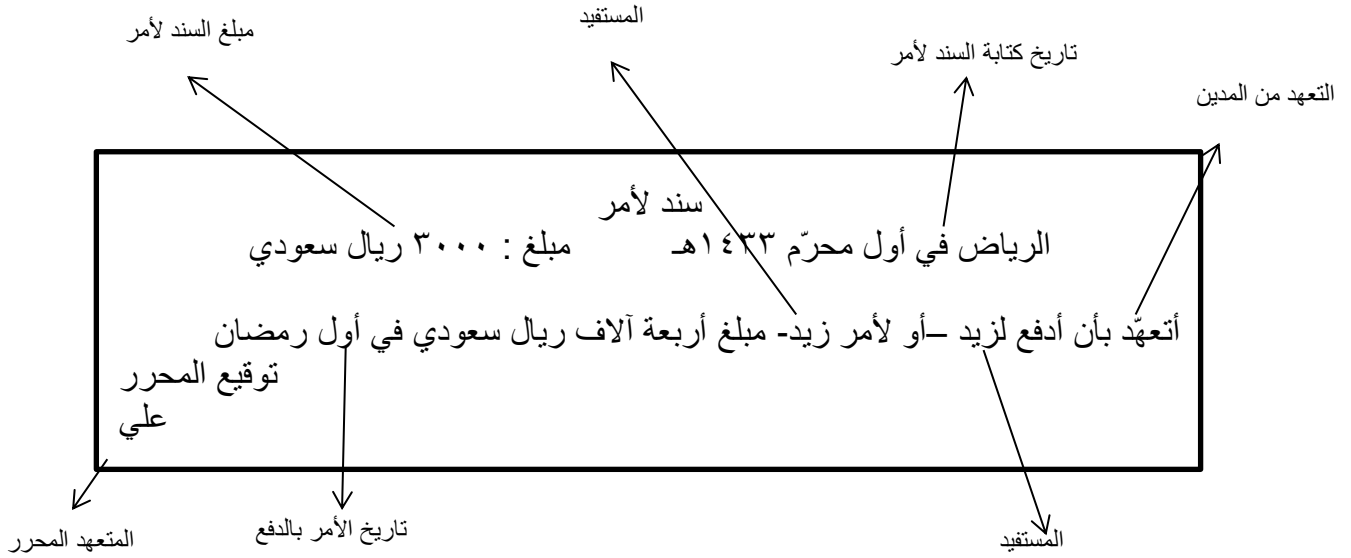 المستفيد
مبلغ السند لأمر
تاريخ كتابة السند لأمر
التعهد من المدين
سند لأمر
الرياض في أول محرّم ١٤٣٣هـ مبلغ : ٣٠٠٠ ريال سعودي
أتعهّد بأن أدفع لزيد –أو لأمر زيد- مبلغ أربعة آلاف ريال سعودي في أول رمضان
توقيع المحرر
علي
تاريخ الأمر بالدفع
المستفيد
المتعهد المحرر